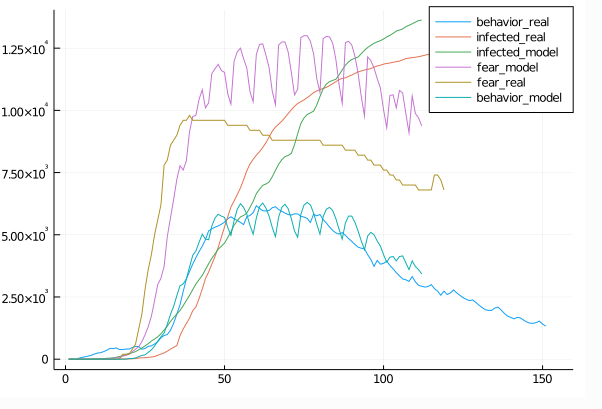 behavior_real
infected_real
infected_model
fear_model
fear_real
behavior_model
1.25×10⁴
1.00×10⁴
7.50×10³
5.00×10³
2.50×10³
0
0 50 100 150